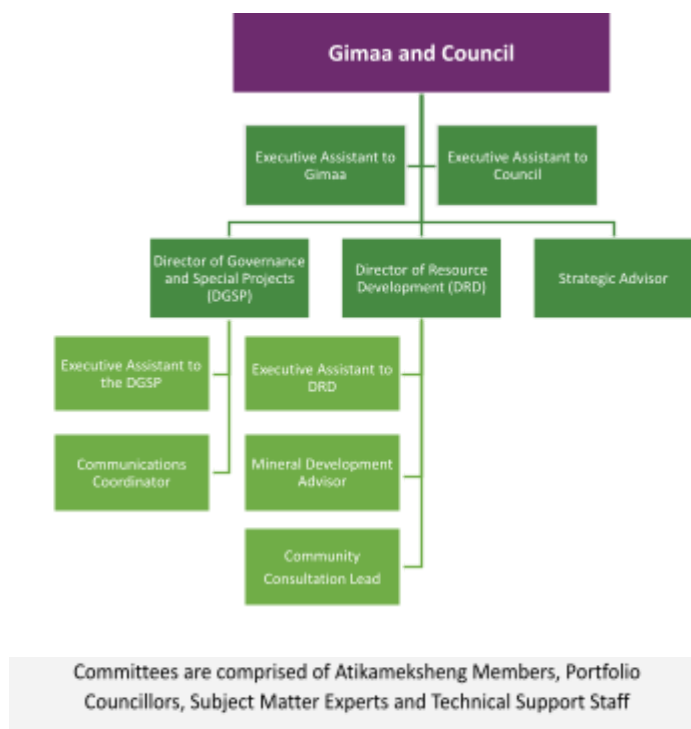 Gimaa and Council
Executive Assistant to
Gimaa
Executive Assistant to
Council
Director of Governance
and Special Projects
(DGSP)
Director of Resource
Development (DRD)
Strategic Advisor
Executive Assistant to
the DGSP
Executive Assistant to
DRD
Communications
Coordinator
Mineral Development
Advisor
Community
Consultation Lead
Committees are comprised of Atikameksheng Members, Portfolio
Councillors, Subject Matter Experts and Technical Support Staff